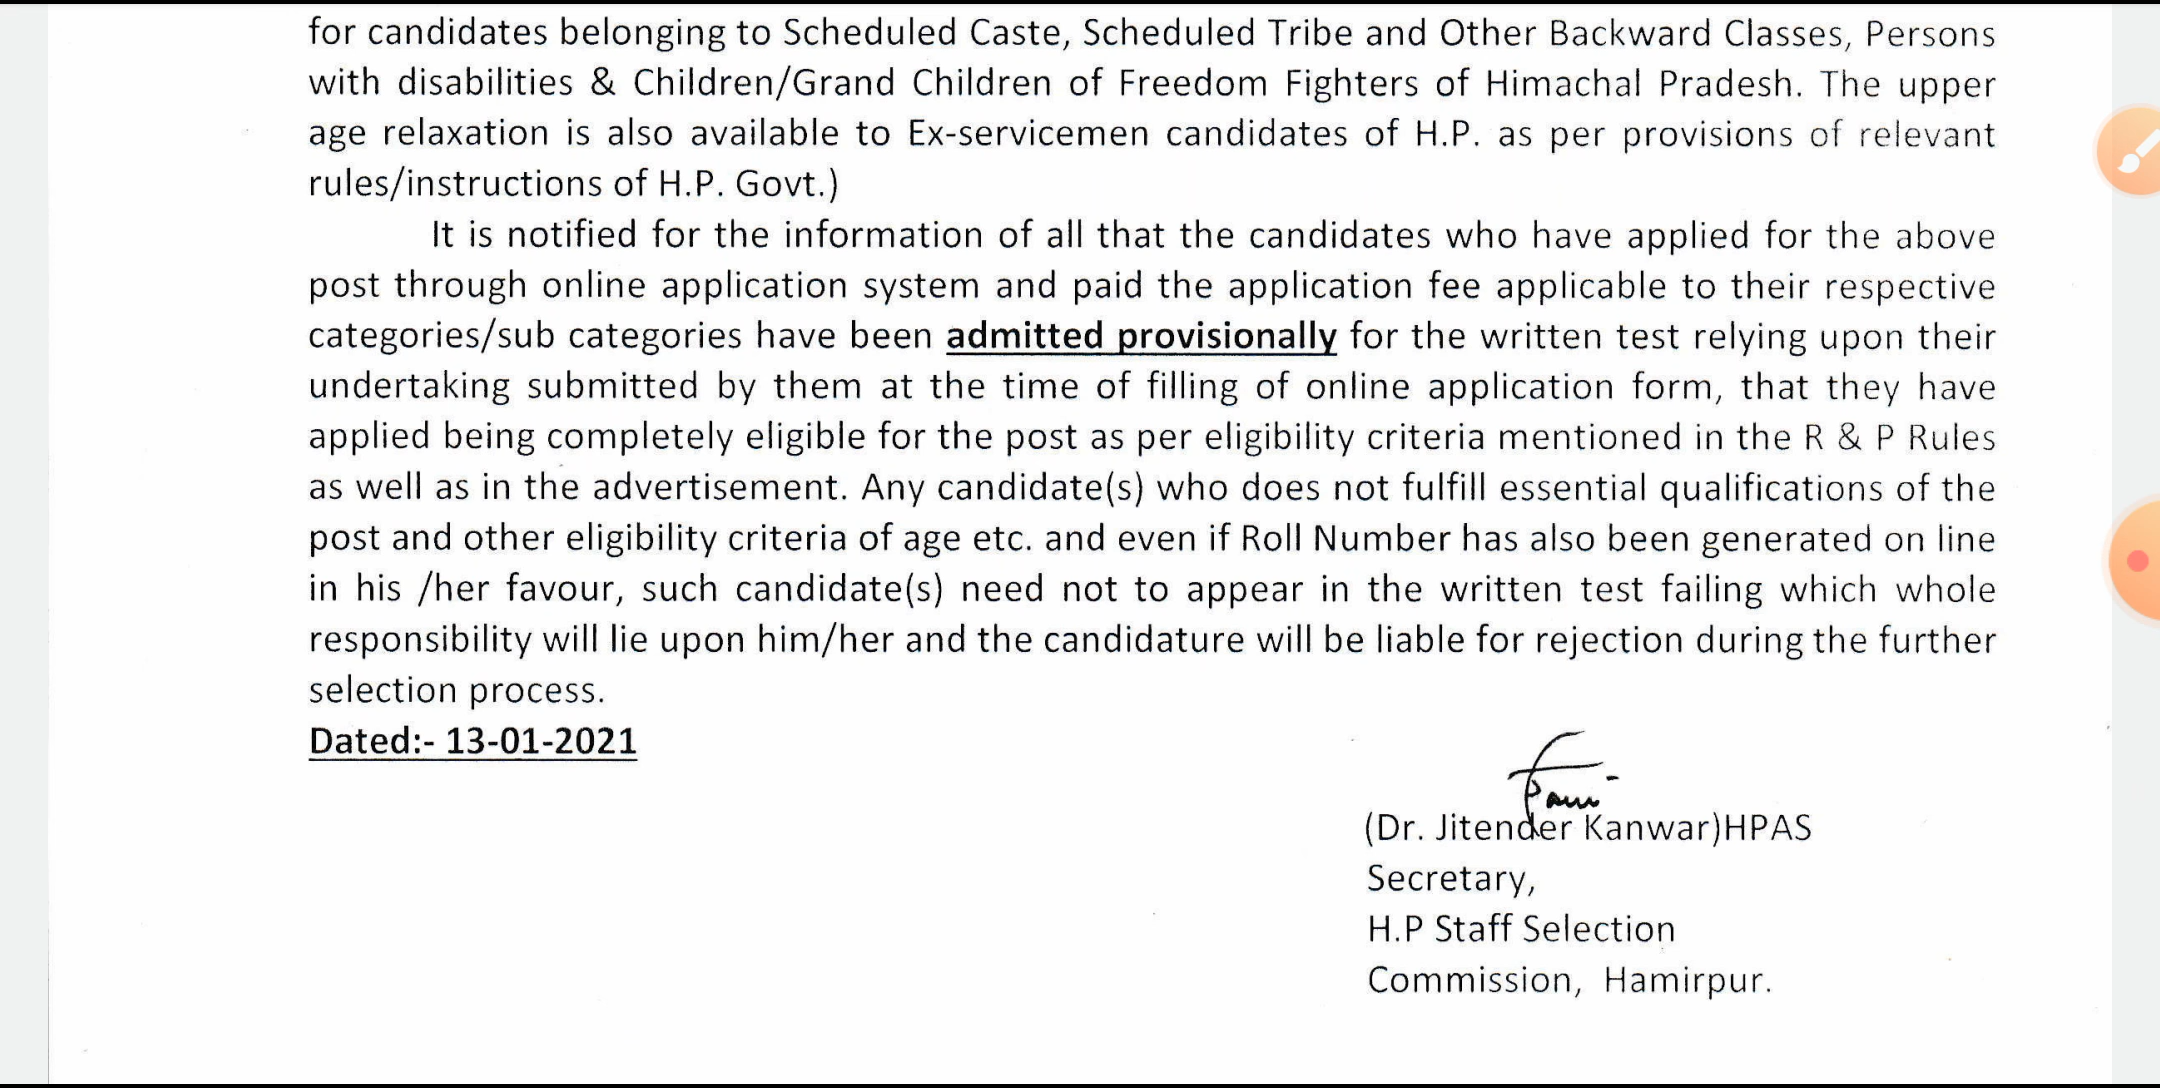 for candidates belonging to Scheduled Caste, Scheduled Tribe and Other Backward Classes, Persons
with disabilities & Children/Grand Children of Freedom Fighters of Himachal Pradesh. The upper
age relaxation is also available to Ex-servicemen candidates of H.P. as per provisions of relevant
rules/instructions of H.P. Govt.)
It is notified for the information of all that the candidates who have applied for the above
post through online application system and paid the application fee applicable to their respective
categories/sub categories have been admitted provisionally for the written test relying upon their
undertaking submitted by them at the time of filling of online application form, that they have
applied being completely eligible for the post as per eligibility criteria mentioned in the R & P Rules
as well as in the advertisement. Any candidate(s) who does not fulfill essential qualifications of the
post and other eligibility criteria of age etc. and even if Roll Number has also been generated on line
in his /her favour, such candidate(s) need not to appear in the written test failing which whole
responsibility will lie upon him/her and the candidature will be liable for rejection during the further
selection process.
Dated:- 13-01-2021
(Dr. Jitender Kanwar)HPAS
Secretary,
H.P Staff Selection
Commission, Hamirpur.